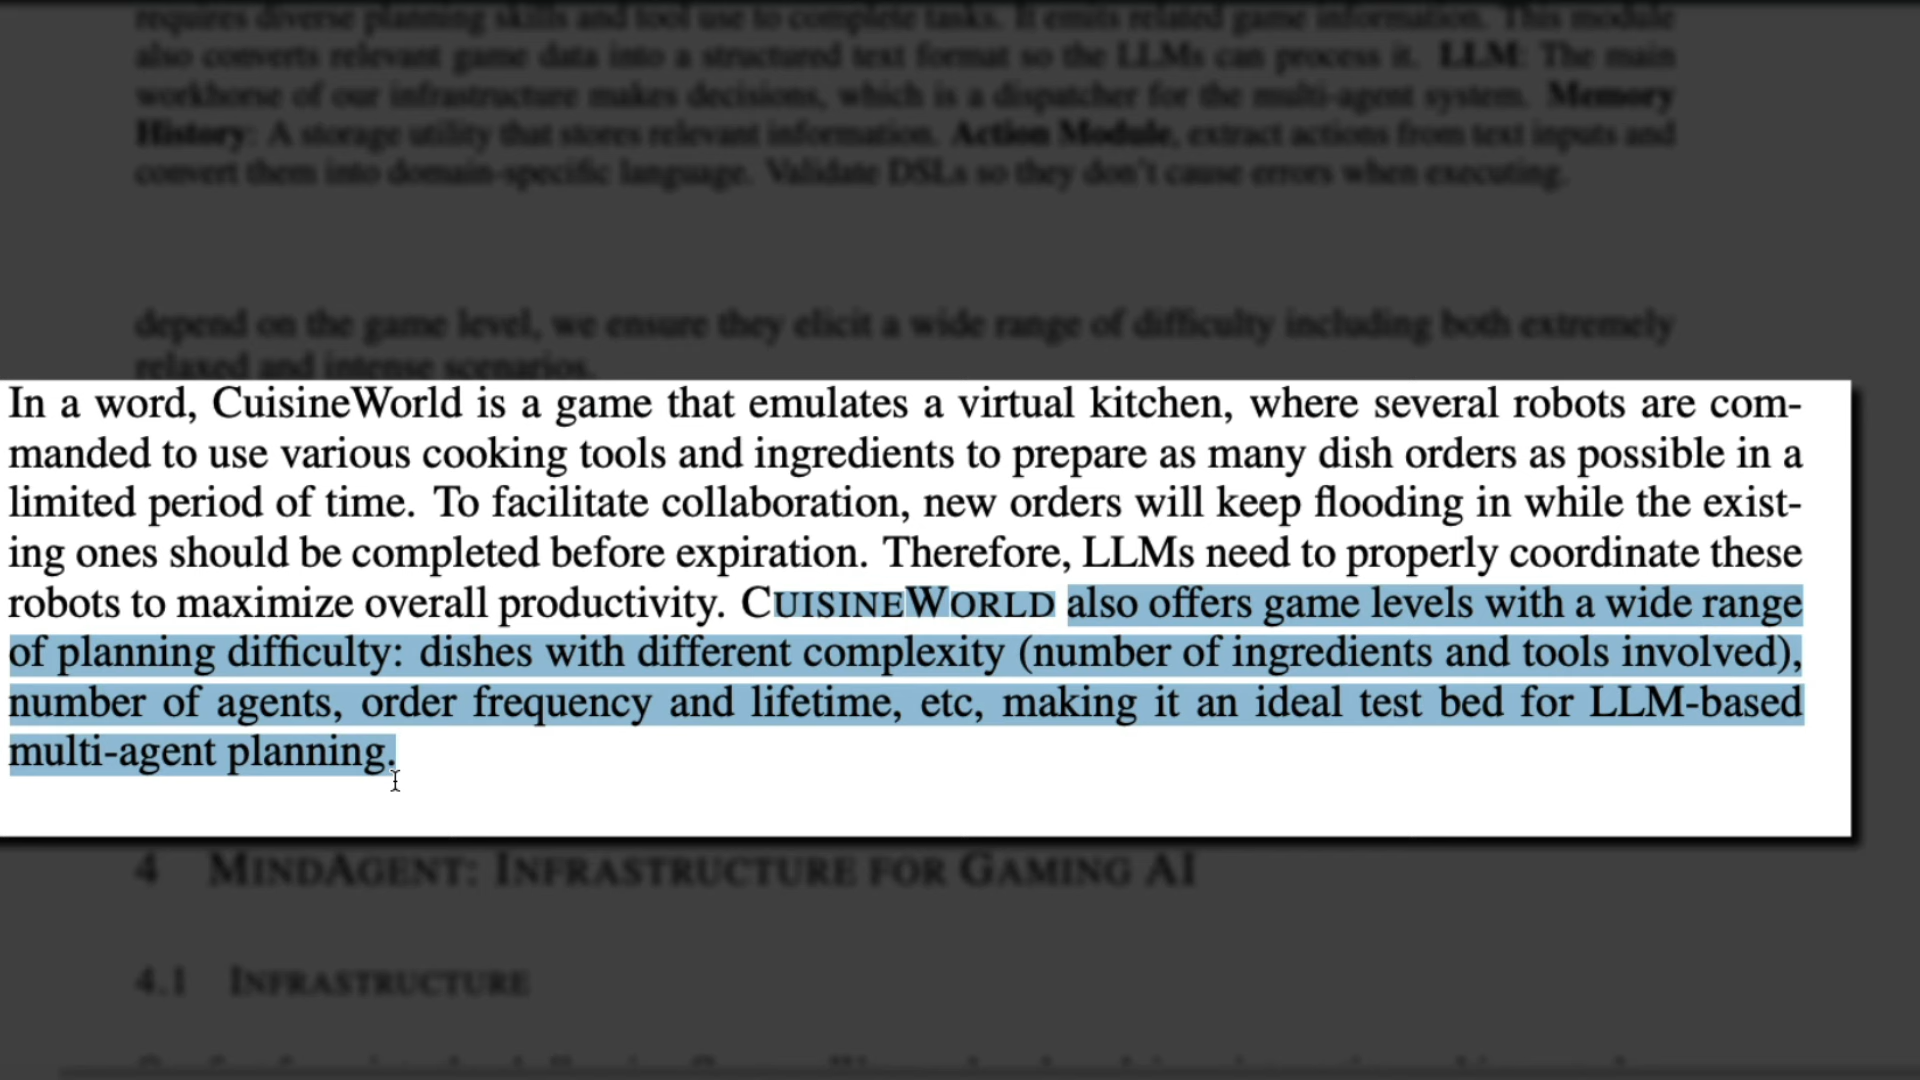 requires diverse planning skills and tool use to complete tasks. It emits related game information. This module
also converts relevant game data into a structured text format so the LLMs can process it. LLM: The main
workhorse of our infrastructure makes decisions, which is a dispatcher for the multi-agent system. Memory
History: A storage utility that stores relevant information. Action Module, extract actions from text inputs and
convert them into domain-specific language. Validate DSLs so they don't cause errors when executing.
depend on the game level, we ensure they elicit a wide range of difficulty including both extremely
relaxed and intense scenarios.
In a word, CuisineWorld is a game that emulates a virtual kitchen, where several robots are com-
manded to use various cooking tools and ingredients to prepare as many dish orders as possible in a
limited period of time. To facilitate collaboration, new orders will keep flooding in while the exist-
ing ones should be completed before expiration. Therefore, LLMs need to properly coordinate these
robots to maximize overall productivity. CUISINEWORLD also offers game levels with a wide range
of planning difficulty: dishes with different complexity (number of ingredients and tools involved),
number of agents, order frequency and lifetime, etc, making it an ideal test bed for LLM-based
multi-agent planning.
4 MINDAGENT: INFRASTRUCTURE FOR GAMING AI
4.1 INFRASTRUCTURE